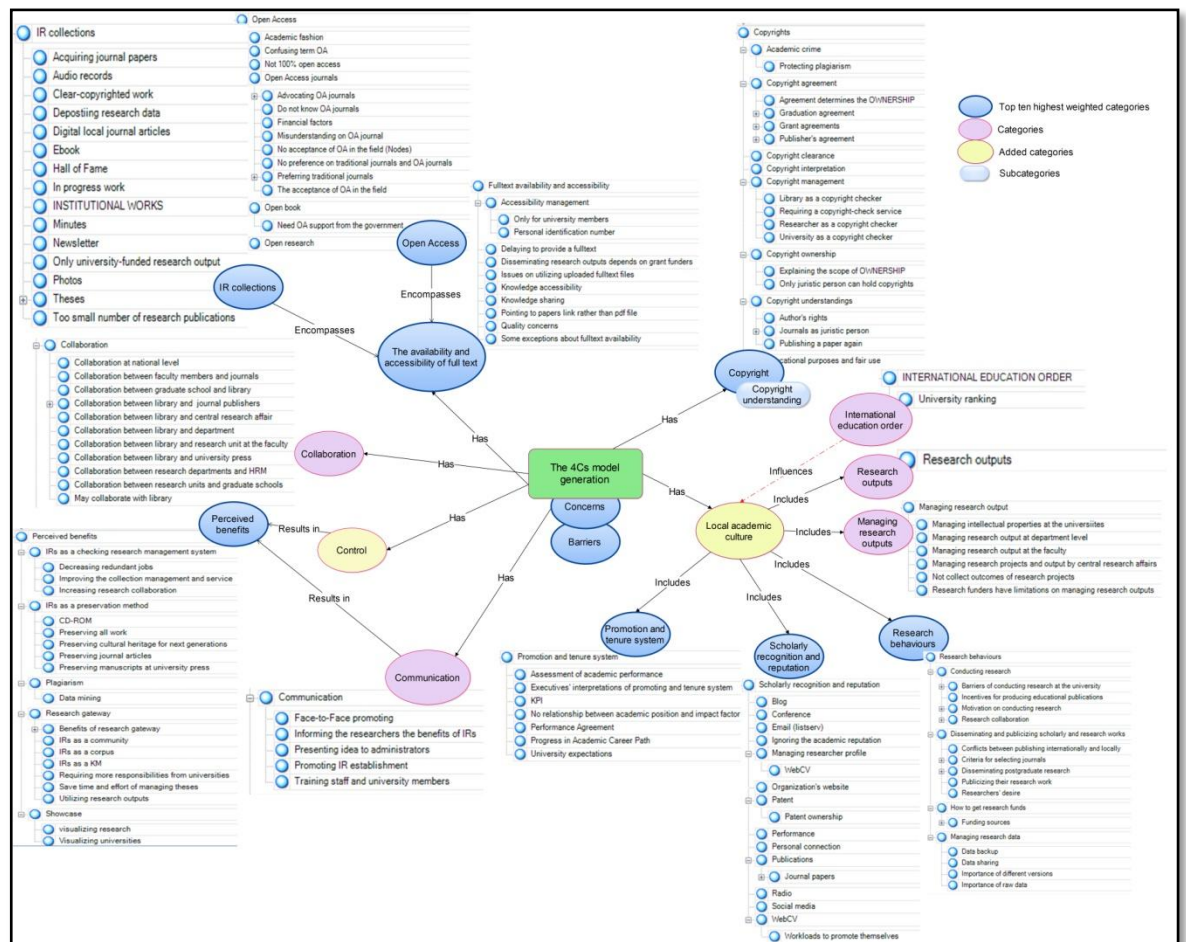 IR collections
Acquiring journal papers
Audio records
Clear-copyrighted work
Depostiing research data
Digital local journal articles
Ebook
Hall of Fame
In progress work
INSTITUTIONAL WORKS
Minutes
Newsletter
Only university-funded research output
Photos
Theses
Too small number of research publications
Open Access
Academic fashion
Confusing term OA
Not 100% open access
Open Access journals
Advocating OA journals
Do not know OA journals
Financial factors
Misunderstanding on OA journal
No acceptance of OA in the field (Nodes)
No preference on traditional journals and OA journals
Preferring traditional journals
The acceptance of OA in the field
Open book
Need OA support from the government
Open research
Fulltext availability and accessibility
Accessibility management
Only for university members
Personal identification number
Delaying to provide a fulltext
Disseminating research outputs depends on grant funders
Issues on utilizing uploaded fulltext files
Knowledge accessibility
Knowledge sharing
Pointing to papers link rather than pdf file
Quality concerns
Some exceptions about fulltext availability
Copyrights
Academic crime
Protecting plagiarism
Copyright agreement
Agreement determines the OWNERSHIP
Graduation agreement
Grant agreements
Publisher's agreement
Copyright clearance
Copyright interpretation
Copyright management
Library as a copyright checker
Requiring a copyright-check service
Researcher as a copyright checker
University as a copyright checker
Copyright ownership
Explaining the scope of OWNERSHIP
Only juristic person can hold copyrights
Copyright understandings
Author's rights
Journals as juristic person
Publishing a paper again
cational purposes and fair use
Top ten highest weighted categories
Categories
Added categories
Subcategories
Open Access
IR collections
Encompasses
Encompasses
The availability and
accessibility of full text
Copyright
Copyright
understanding
INTERNATIONAL EDUCATION ORDER
University ranking
International
education order
Influences
Collaboration
Collaboration at national level
Collaboration between faculty members and journals
Collaboration between graduate school and library
Collaboration between library and journal publishers
Collaboration between library and central research affair
Collaboration between library and department
Collaboration between library and research unit at the faculty
Collaboration between library and university press
Collaboration between research departments and HRM
Collaboration between research units and graduate schools
May collaborate with library
Has
Has
Has
Has
Has
Has
Collaboration
The 4Cs model
generation
Concerns
Barriers
Research
outputs
Research outputs
Includes
Includes
Includes
Includes
Includes
Local academic
culture
Managing
research
outputs
Managing research output
Managing intellectual properties at the universiites
Managing research output at department level
Managing research output at the faculty
Managing research projects and output by central research affairs
Not collect outcomes of research projects
Research funders have limitations on managing research outputs
Perceived
benefits
Results in
Control
Results in
Communication
Perceived benefits
IRs as a checking research management system
Decreasing redundant jobs
Improving the collection management and service
Increasing research collaboration
IRs as a preservation method
CD-ROM
Preserving all work
Preserving cultural heritage for next generations
Preserving journal articles
Preserving manuscripts at university press
Plagiarism
Data mining
Research gateway
Benefits of research gateway
IRs as a community
IRs as a corpus
IRs as a KM
Requiring more responsibilities from universities
Save time and effort of managing theses
Utilizing research outputs
Showcase
visualizing research
Visualizing universities
Communication
Face-to-Face promoting
Informing the researchers the benefits of IRs
Presenting idea to administrators
Promoting IR establishment
Training staff and university members
Promotion and
tenure system
Promotion and tenure system
Assessment of academic performance
Executives' interpretations of promoting and tenure system
KPI
No relationship between academic position and impact factor
Performance Agreement
Progress in Academic Career Path
University expectations
Scholarly
recognition and
reputation
Scholarly recognition and reputation
Blog
Conference
Email (listserv)
Ignoring the academic reputation
Managing researcher profile
WebCV
Organization's website
Patent
Patent ownership
Performance
Personal connection
Publications
Journal papers
Radio
Social media
WebCV
Workloads to promote themselves
Research
behaviours
Research behaviours
Conducting research
Barriers of conducting research at the university
Incentives for producing educational publications
Motivation on conducting research
Research collaboration
Disseminating and publicizing scholarly and research works
Conflicts between publishing internationally and locally
Criteria for selecting journals
Disseminating postgraduate research
Publicizing their research work
Researchers' desire
How to get research funds
Funding sources
Managing research data
Data backup
Data sharing
Importance of different versions
Importance of raw data